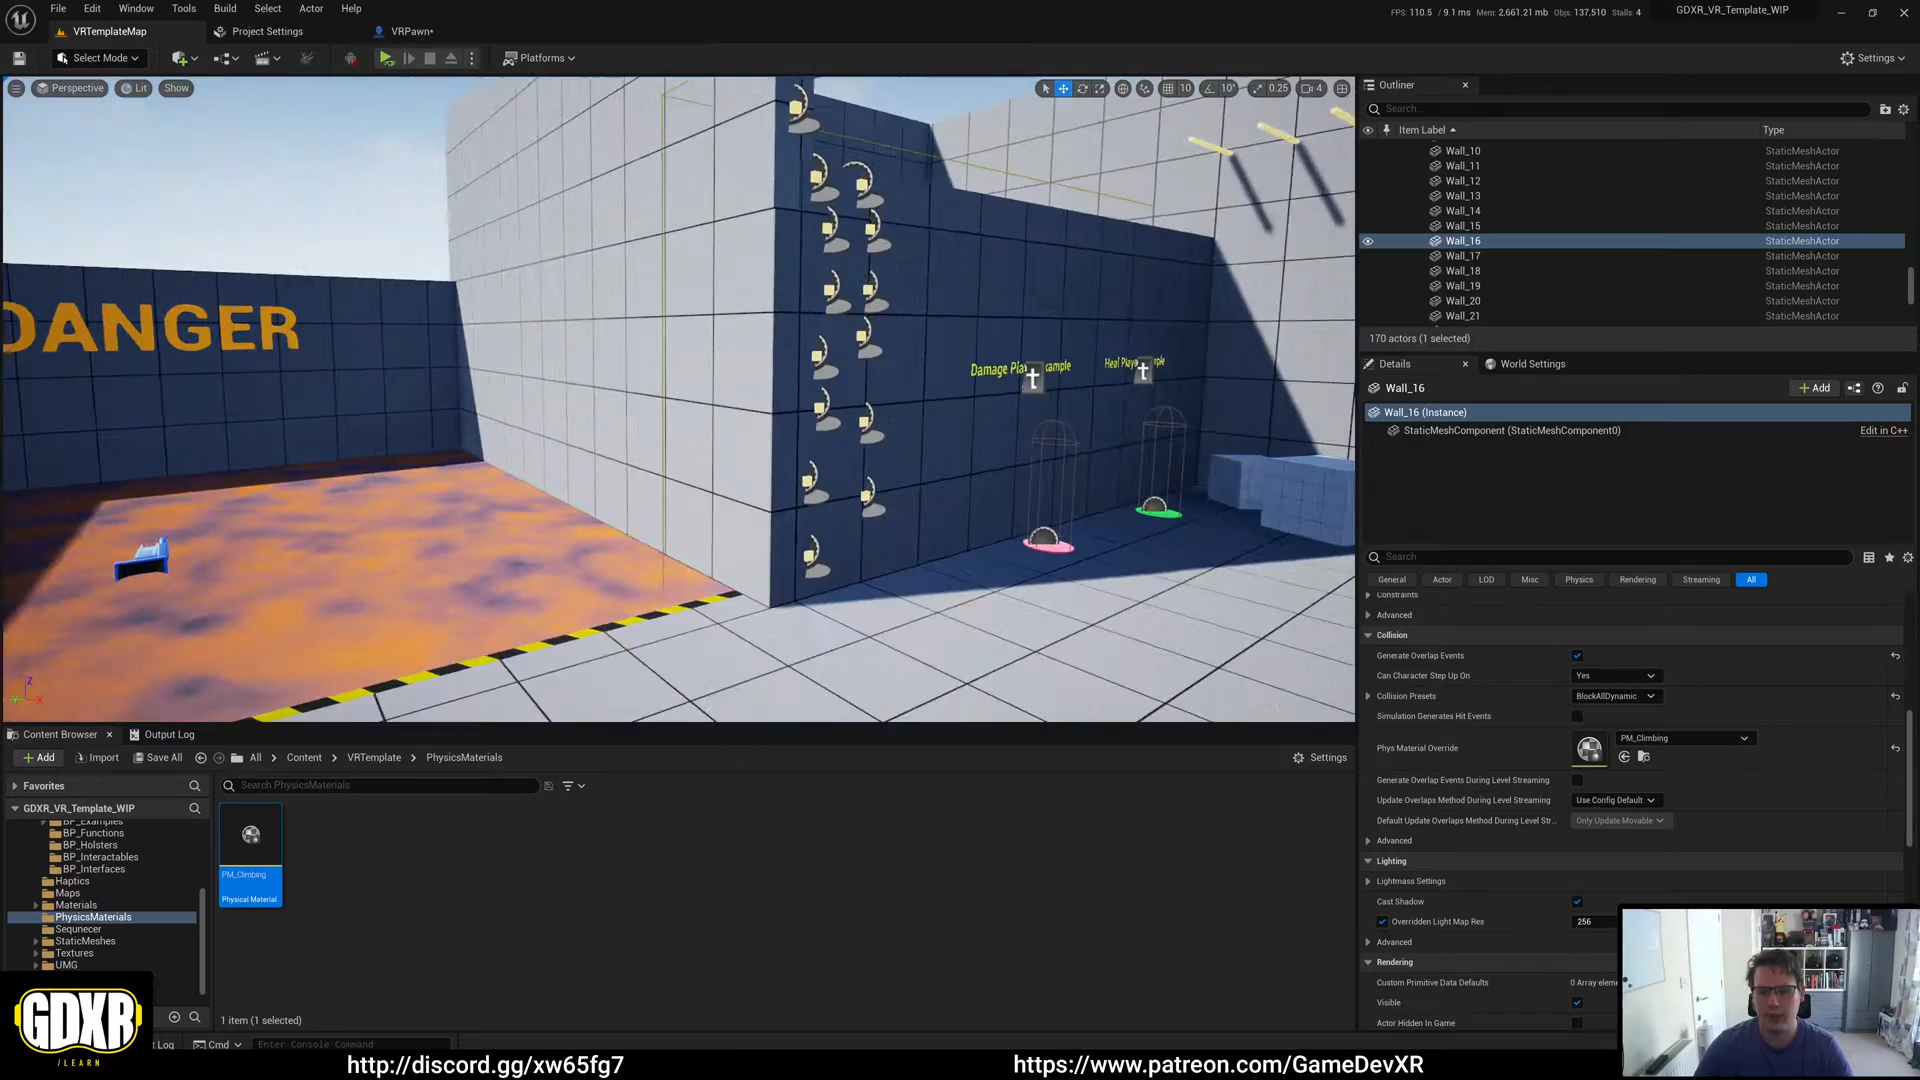 File Edit Window Tools Build Select Actor Help
FPS: 110.5 / 9.1 ms Mem: 2,661.21 mb Objs: 137,510 Stalls: 4
GDXR_VR_Template_WIP
VRTemplateMap
Project Settings
VRPawn*
Select Mode
Platforms
Settings
Perspective
Lit
Show
10
10°
0.25
4
DANGER
Damage Pla
Heal Playe
t
t
Z
X
Outliner
Search...
Item Label
Type
Wall_10 StaticMeshActor
Wall_11 StaticMeshActor
Wall_12 StaticMeshActor
Wall_13 StaticMeshActor
Wall_14 StaticMeshActor
Wall_15 StaticMeshActor
Wall_16 StaticMeshActor
Wall_17 StaticMeshActor
Wall_18 StaticMeshActor
Wall_19 StaticMeshActor
Wall_20 StaticMeshActor
Wall_21 StaticMeshActor
170 actors (1 selected)
Details
World Settings
Wall_16
Add
Wall_16 (Instance)
StaticMeshComponent (StaticMeshComponent0)
Edit in C++
Search
General Actor LOD Misc Physics Rendering Streaming All
Constraints
Advanced
Collision
Generate Overlap Events
Can Character Step Up On Yes
Collision Presets BlockAllDynamic
Simulation Generates Hit Events
Phys Material Override PM_Climbing
Generate Overlap Events During Level Streaming
Update Overlaps Method During Level Streaming Use Config Default
Default Update Overlaps Method During Level Str... Only Update Movable
Advanced
Lighting
Lightmass Settings
Cast Shadow
Overridden Light Map Res 256
Advanced
Rendering
Custom Primitive Data Defaults 0 Array eleme
Visible
Actor Hidden In Game
Content Browser
Output Log
Add
Import
Save All
All > Content > VRTemplate > PhysicsMaterials
Settings
Favorites
GDXR_VR_Template_WIP
BP_Examples
BP_Functions
BP_Holsters
BP_Interactables
BP_Interfaces
Haptics
Maps
Materials
PhysicsMaterials
Sequnecer
StaticMeshes
Textures
UMG
Search PhysicsMaterials
PM_Climbing
Physical Material
1 item (1 selected)
Log
Cmd
Enter Console Command
GDXR
/LEARN
http://discord.gg/xw65fg7
https://www.patreon.com/GameDevXR